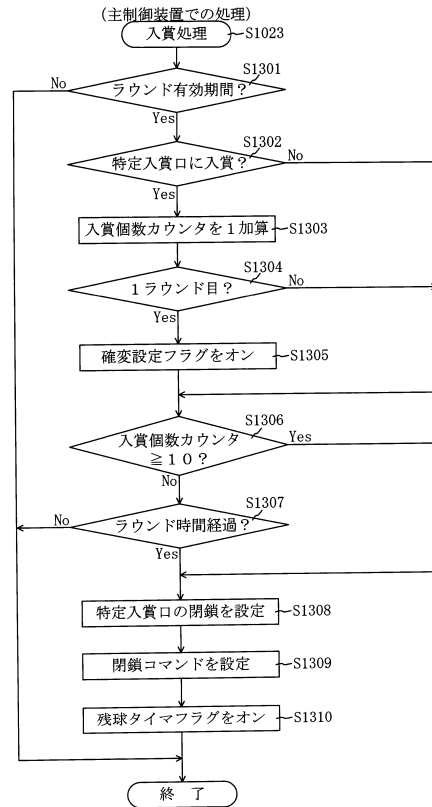 (主制御装置での処理)
入賞処理
S1023
S1301
No
ラウンド有効期間？
Yes
S1302
特定入賞口に入賞？
No
Yes
入賞個数カウンタを１加算
S1303
S1304
１ラウンド目？
No
Yes
確変設定フラグをオン
S1305
S1306
入賞個数カウンタ
≧１０？
Yes
No
S1307
No
ラウンド時間経過？
Yes
特定入賞口の閉鎖を設定
S1308
閉鎖コマンドを設定
S1309
残球タイマフラグをオン
S1310
終 了